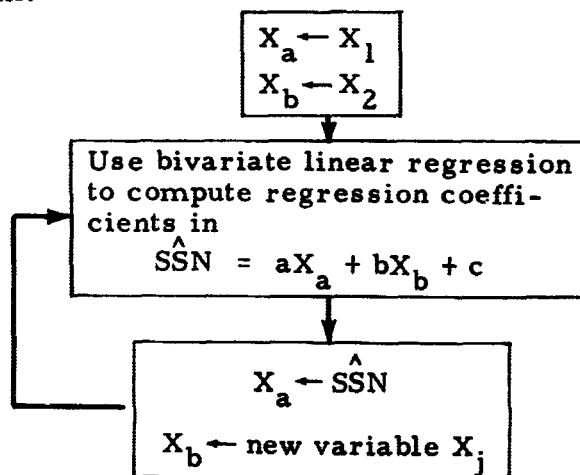 X_a ← X_1
X_b ← X_2
Use bivariate linear regression
to compute regression coeffi-
cients in
SŜN = aX_a + bX_b + c
X_a ← SŜN
X_b ← new variable X_j